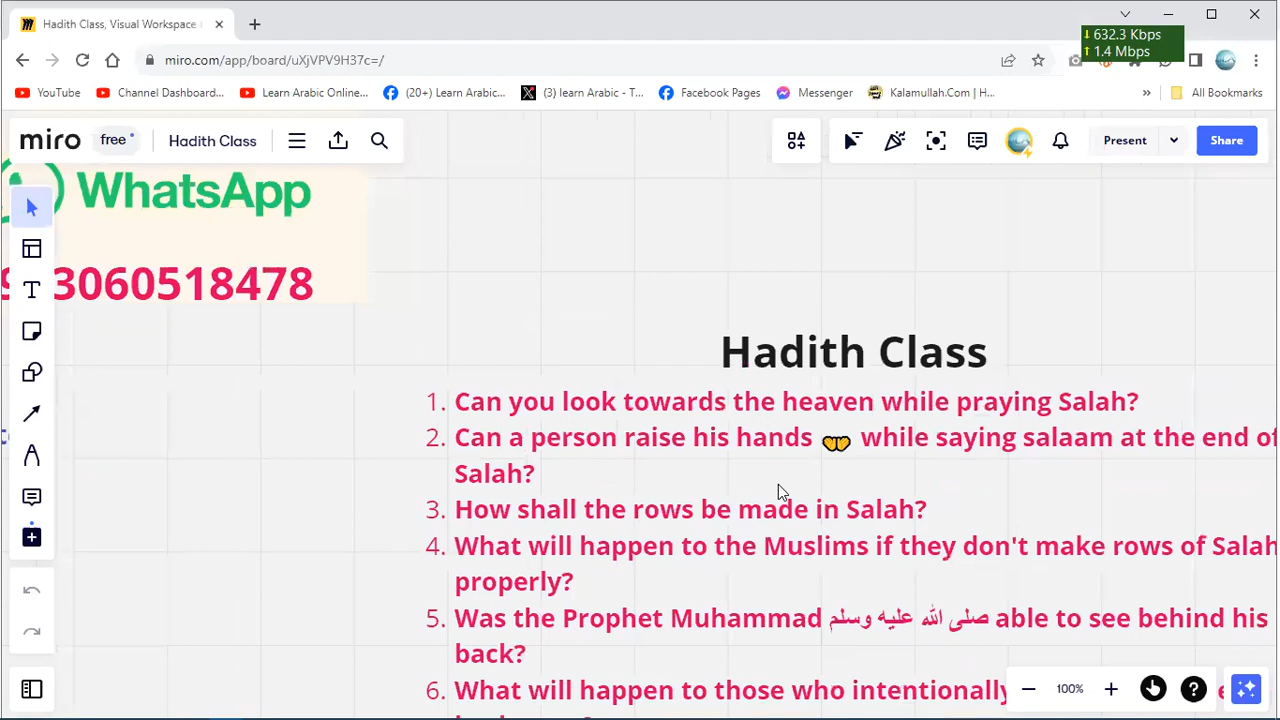 Hadith Class, Visual Workspace
632.3 Kbps
1.4 Mbps
miro.com/app/board/uXjVPV9H37c=/
YouTube
Channel Dashboard...
Learn Arabic Online...
(20+) Learn Arabic...
(3) learn Arabic - T...
Facebook Pages
Messenger
Kalamullah.Com | H...
»
All Bookmarks
miro
free
Hadith Class
Present
Share
WhatsApp
3060518478
Hadith Class
1. Can you look towards the heaven while praying Salah?
2. Can a person raise his hands while saying salaam at the end of
Salah?
3. How shall the rows be made in Salah?
4. What will happen to the Muslims if they don't make rows of Salah
properly?
5. Was the Prophet Muhammad صلى الله عليه وسلم able to see behind his
back?
6. What will happen to those who intentionally
100%